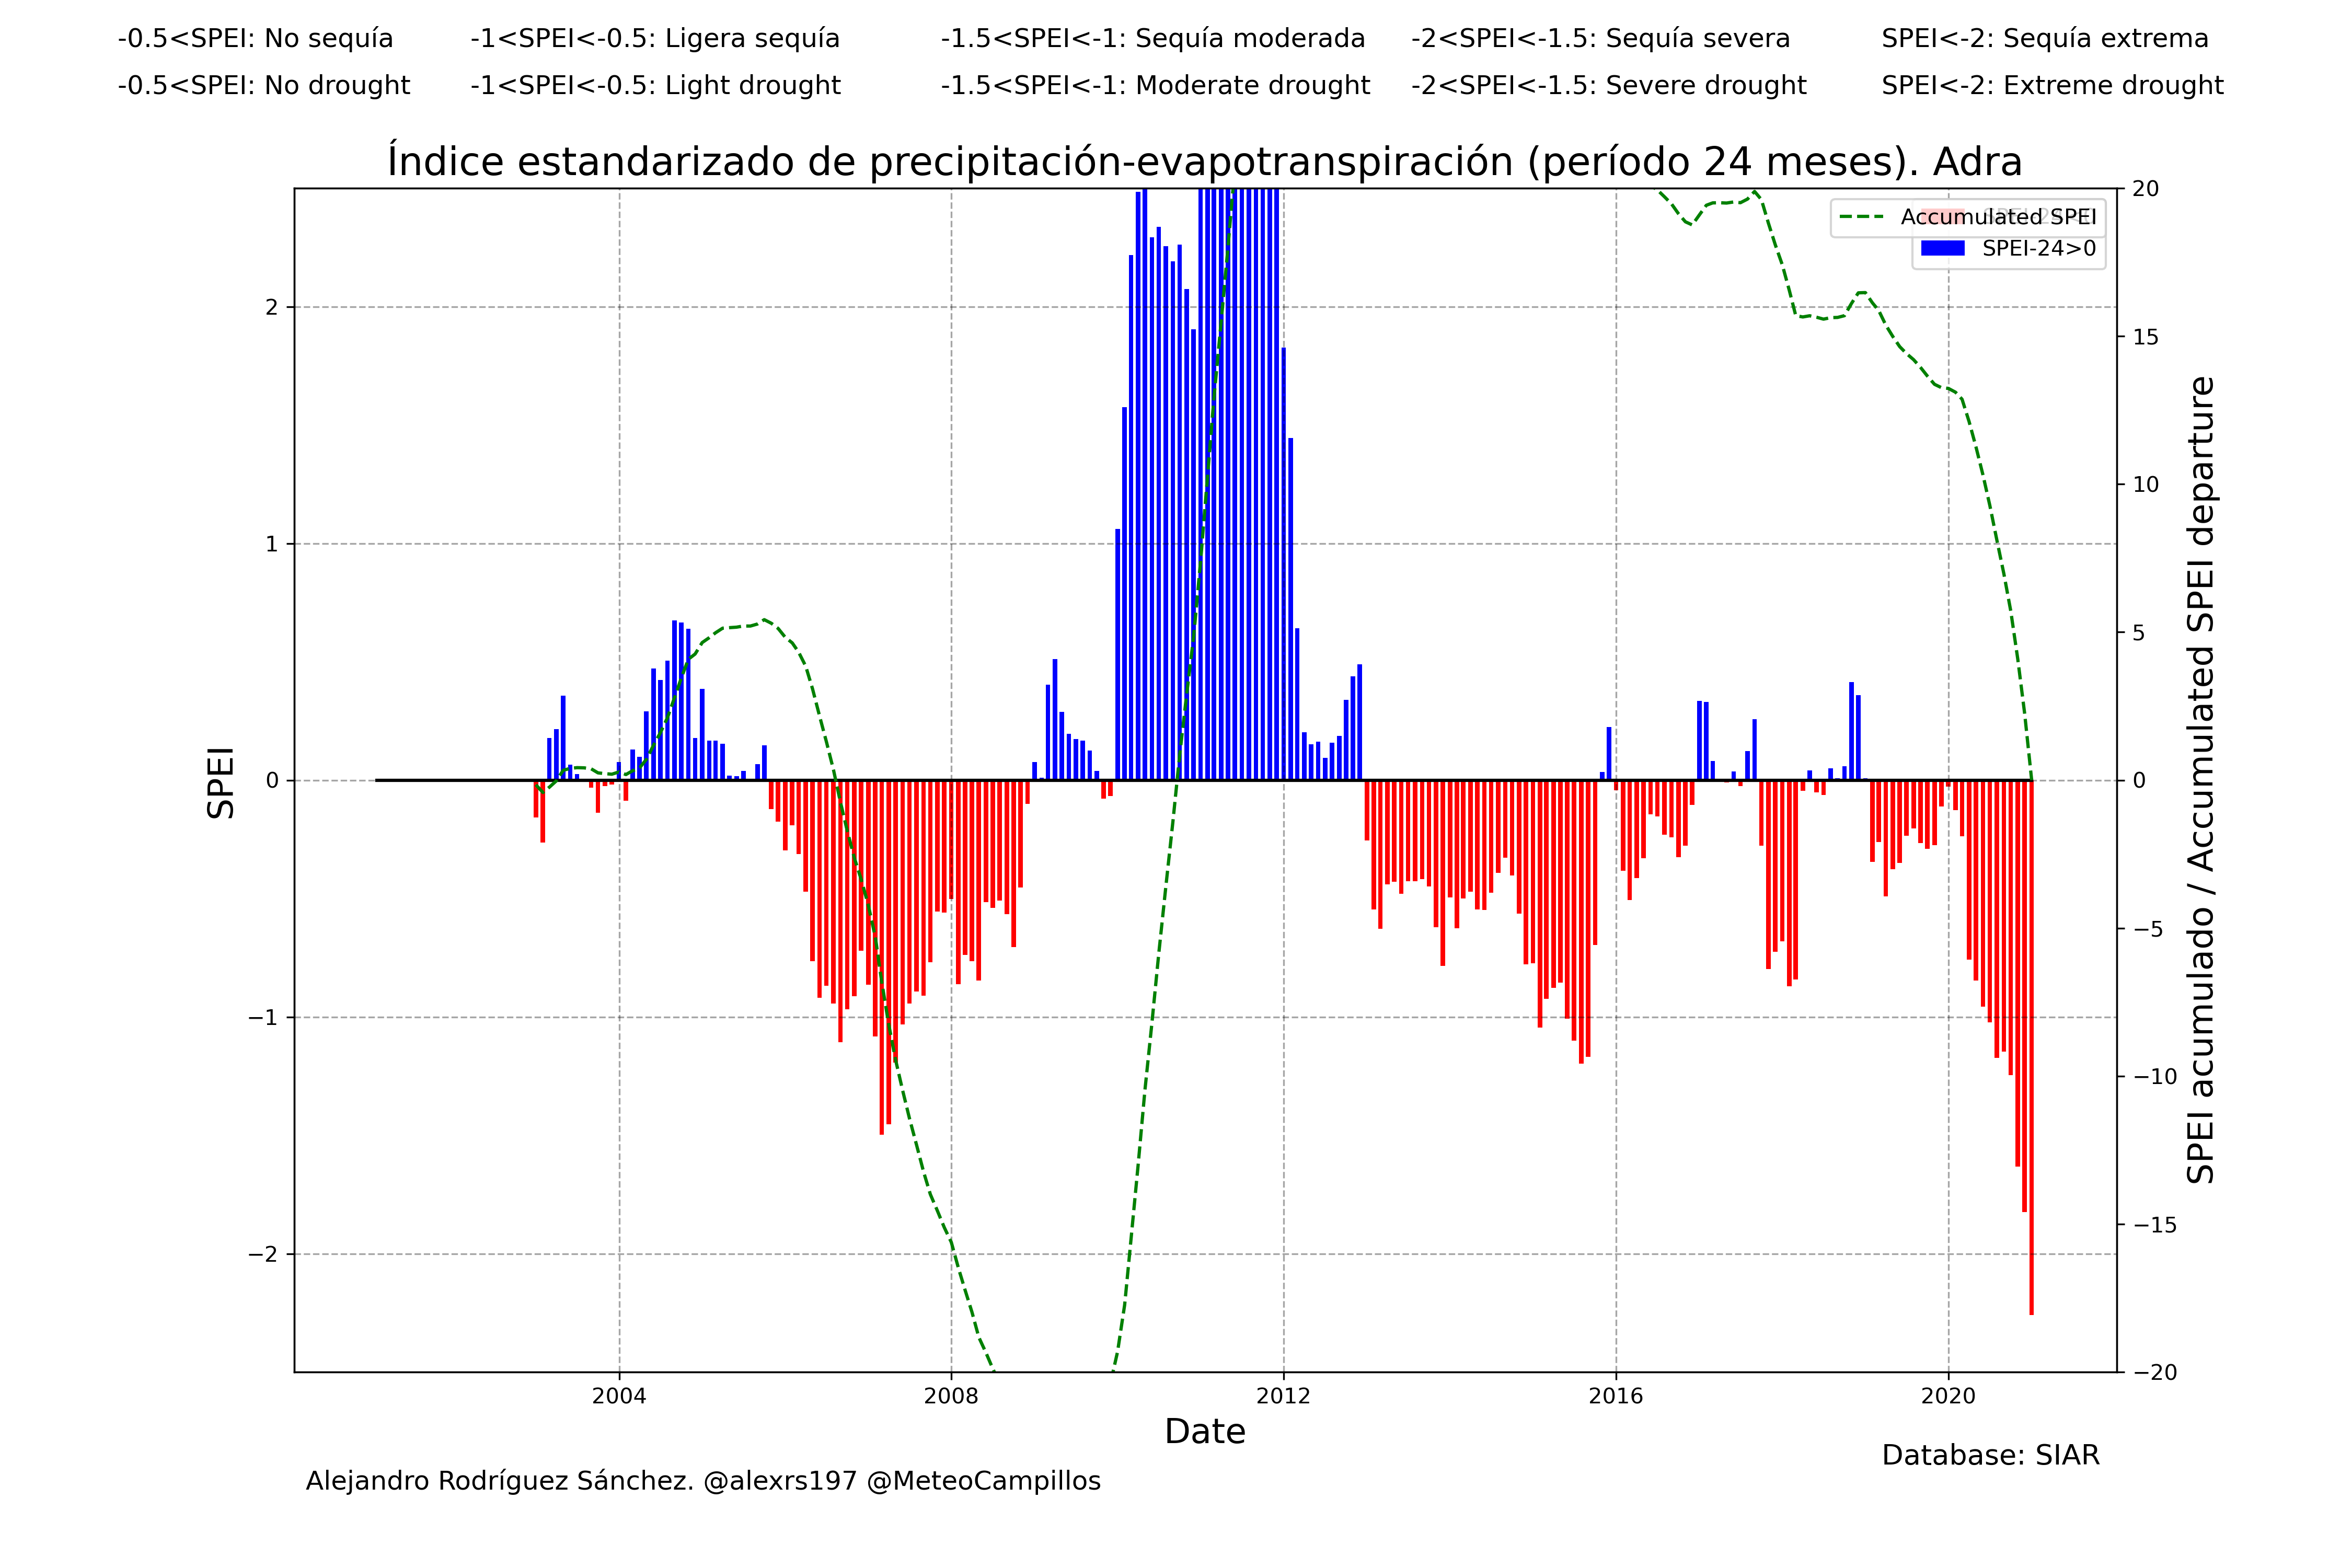 -0.5<SPEI: No sequía -1<SPEI<-0.5: Ligera sequía -1.5<SPEI<-1: Sequía moderada -2<SPEI<-1.5: Sequía severa SPEI<-2: Sequía extrema
-0.5<SPEI: No drought -1<SPEI<-0.5: Light drought -1.5<SPEI<-1: Moderate drought -2<SPEI<-1.5: Severe drought SPEI<-2: Extreme drought
Índice estandarizado de precipitación-evapotranspiración (período 24 meses). Adra
Accumulated SPEI
SPEI-24>0
SPEI
2
1
0
−1
−2
20
15
10
5
0
−5
−10
−15
−20
SPEI acumulado / Accumulated SPEI departure
2004 2008 2012 2016 2020
Date
Database: SIAR
Alejandro Rodríguez Sánchez. @alexrs197 @MeteoCampillos